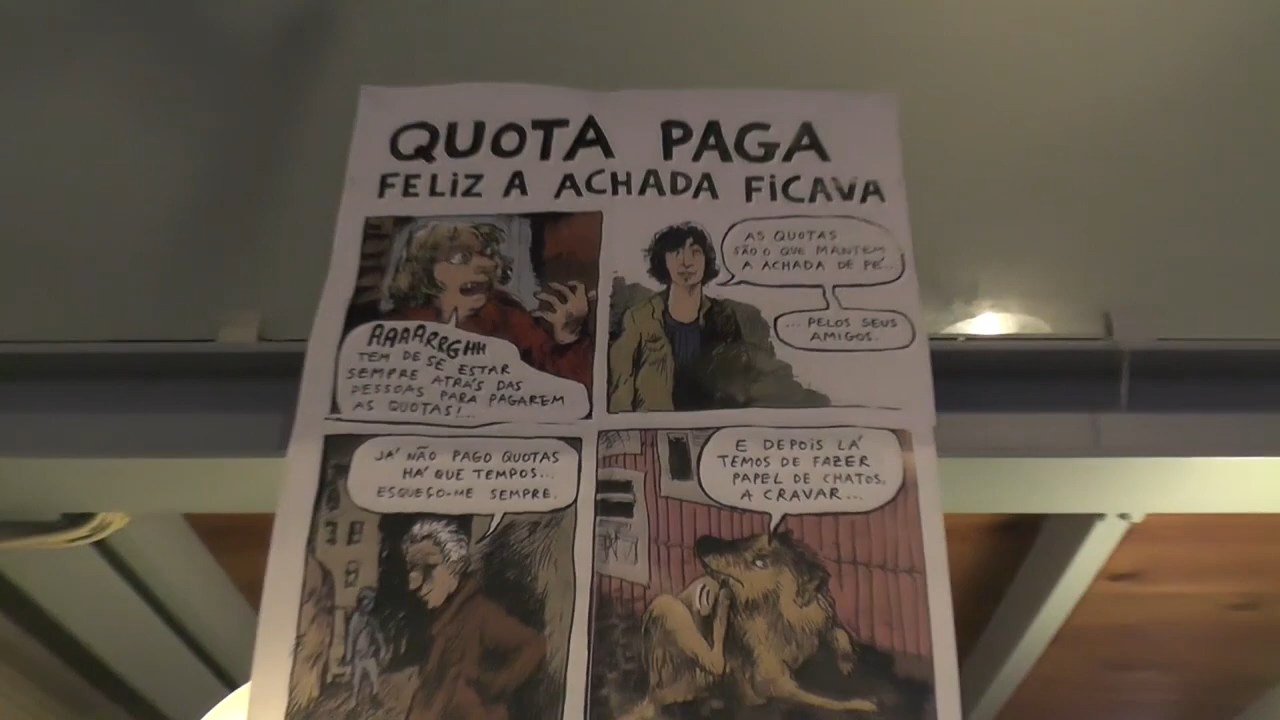 QUOTA PAGA
FELIZ A ACHADA FICAVA
AAAARRGHH
TEM DE SE ESTAR
SEMPRE ATRÁS DAS
PESSOAS PARA PAGAREM
AS QUOTAS!...
AS QUOTAS
SÃO O QUE MANTEM
A ACHADA DE PÉ...
... PELOS SEUS
AMIGOS.
JÁ NÃO PAGO QUOTAS
HÁ QUE TEMPOS...
ESQUEÇO-ME SEMPRE.
E DEPOIS LÁ
TEMOS DE FAZER
PAPEL DE CHATOS,
A CRAVAR...